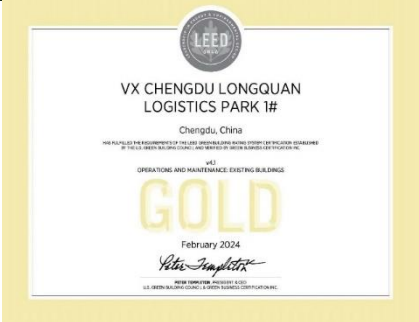 LEED
VX CHENGDU LONGQUAN
LOGISTICS PARK 1#
Chengdu, China
HAS FULFILLED THE REQUIREMENTS OF THE LEED GREEN BUILDING RATING SYSTEM CERTIFICATION ESTABLISHED
BY THE U.S. GREEN BUILDING COUNCIL AND VERIFIED BY GREEN BUSINESS CERTIFICATION INC.
v4.1
OPERATIONS AND MAINTENANCE: EXISTING BUILDINGS
GOLD
February 2024
Peter Templeton
PETER TEMPLETON, PRESIDENT & CEO
U.S. GREEN BUILDING COUNCIL & GREEN BUSINESS CERTIFICATION INC.